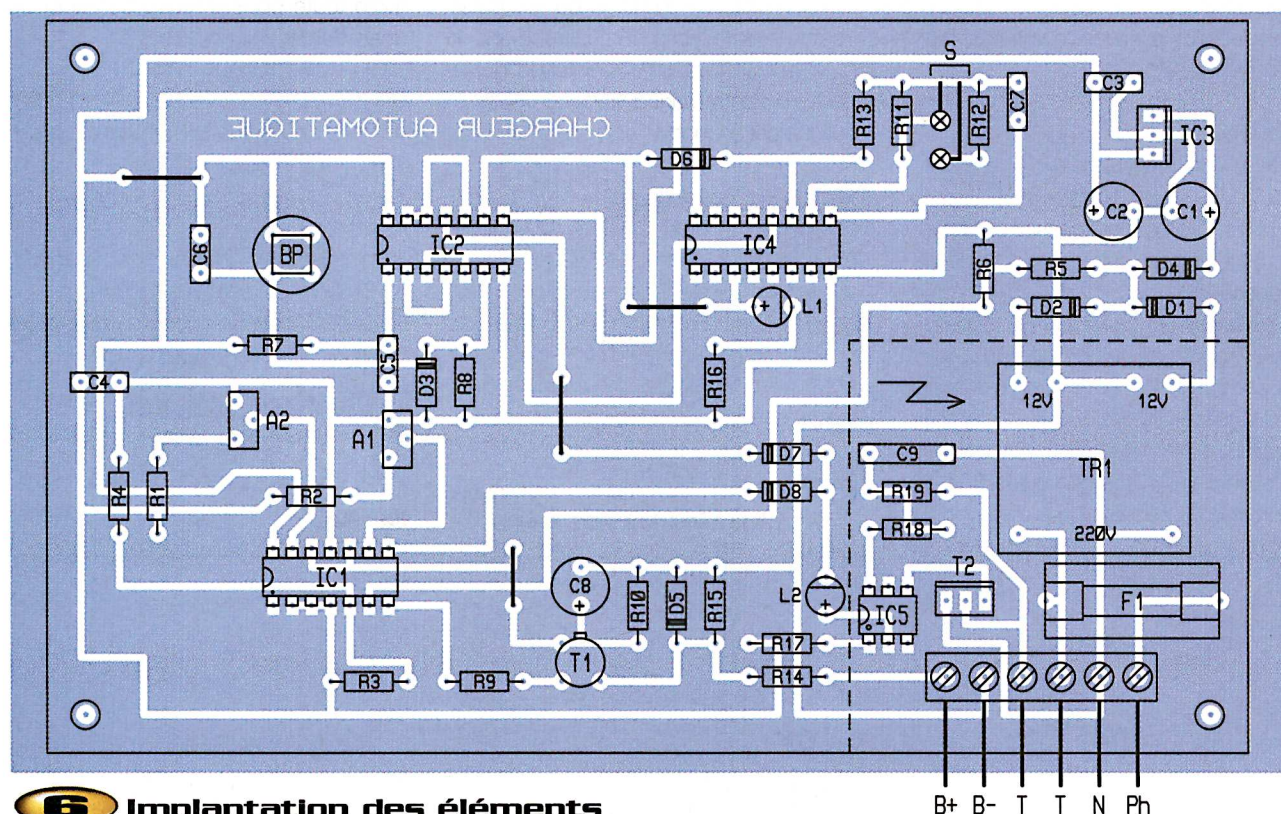 S
C3
R13
R11
R12
C7
IC3
CHARGEUR AUTOMATIQUE
D6
C2
C1
C6
BP
IC2
IC4
R6
R5
D4
L1
D2
D1
R7
C5
D3
R8
R16
C4
12V
12V
A2
A1
D7
C9
TR1
R4
R1
R2
D8
R19
R18
220V
IC1
C8
R10
D5
R15
L2
IC5
T2
F1
T1
R17
R3
R9
R14
B+ B- T T N Ph
6 Implantation des éléments